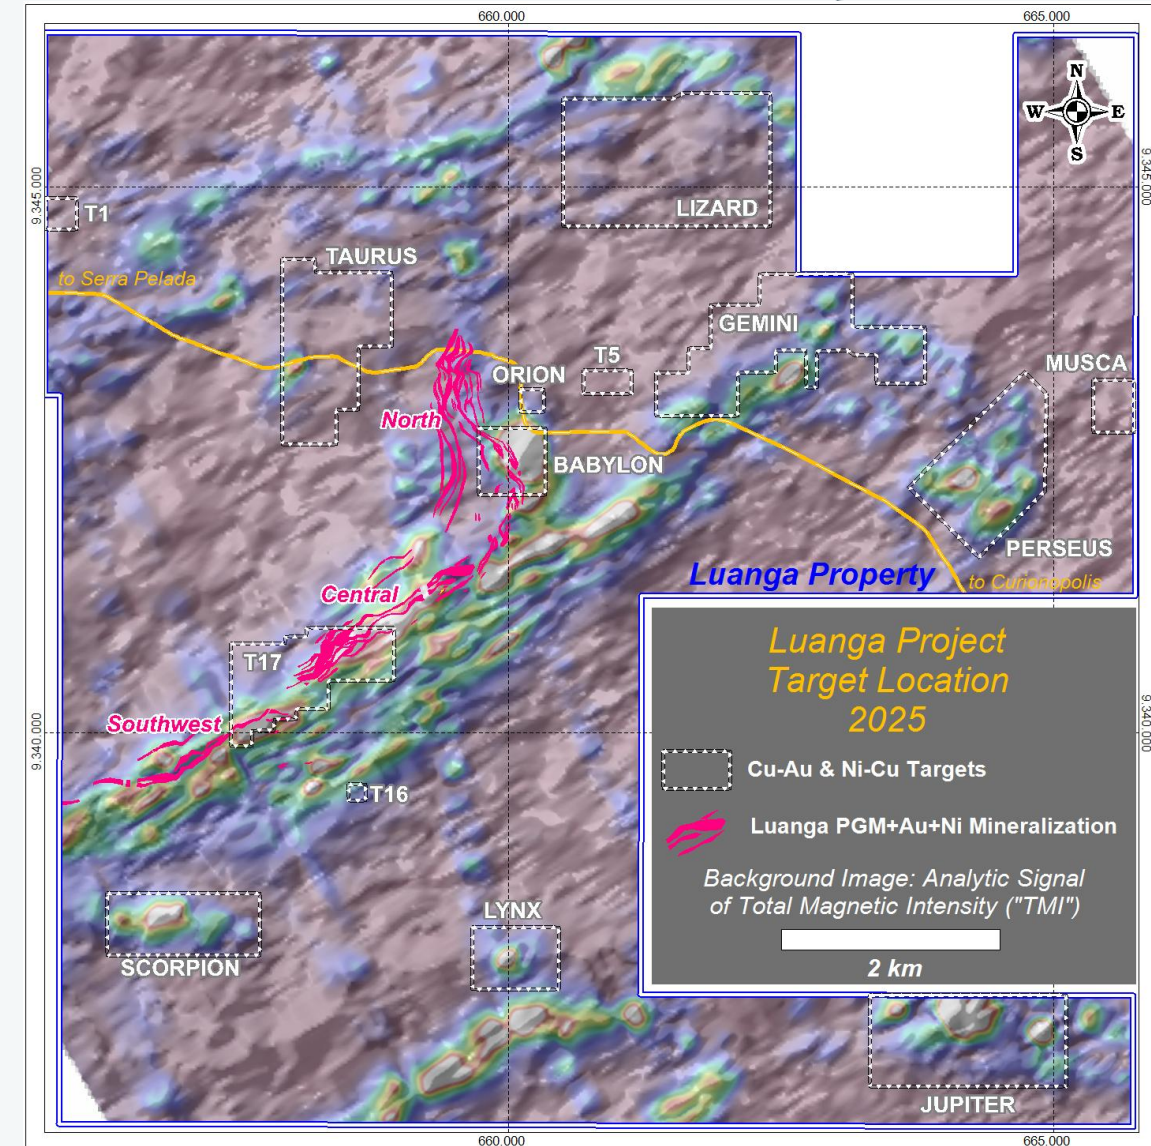 660.000
665.000
N
W
E
S
9.345.000
9.345.000
T1
LIZARD
TAURUS
to Serra Pelada
GEMINI
T5
MUSCA
ORION
North
BABYLON
PERSEUS
Luanga Property
to Curionopolis
Central
T17
Southwest
9.340.000
9.340.000
T16
Luanga Project
Target Location
2025
Cu-Au & Ni-Cu Targets
Luanga PGM+Au+Ni Mineralization
Background Image: Analytic Signal
of Total Magnetic Intensity ("TMI")
2 km
LYNX
SCORPION
JUPITER
660.000
665.000